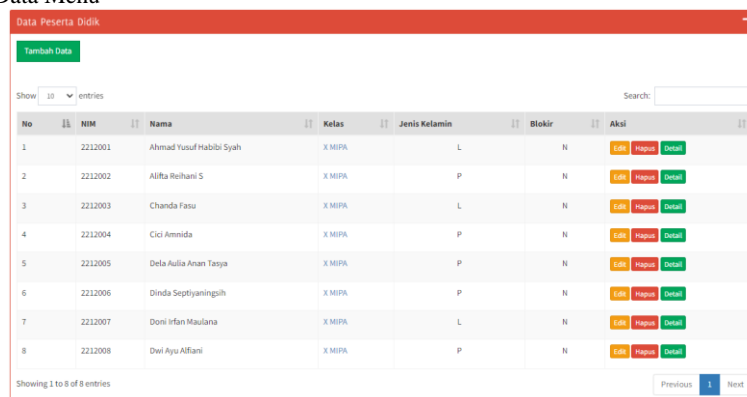 Data Menu
Data Peserta Didik
Tambah Data
Show 10 entries
Search:
No NIM Nama Kelas Jenis Kelamin Blokir Aksi
1 2212001 Ahmad Yusuf Habibi Syah X MIPA L N Edit Hapus Detail
2 2212002 Alifta Reihani S X MIPA P N Edit Hapus Detail
3 2212003 Chanda Fasu X MIPA L N Edit Hapus Detail
4 2212004 Cici Amnida X MIPA P N Edit Hapus Detail
5 2212005 Dela Aulia Anan Tasya X MIPA P N Edit Hapus Detail
6 2212006 Dinda Septiyaningsih X MIPA P N Edit Hapus Detail
7 2212007 Doni Irfan Maulana X MIPA L N Edit Hapus Detail
8 2212008 Dwi Ayu Alfiani X MIPA P N Edit Hapus Detail
Showing 1 to 8 of 8 entries
Previous 1 Next